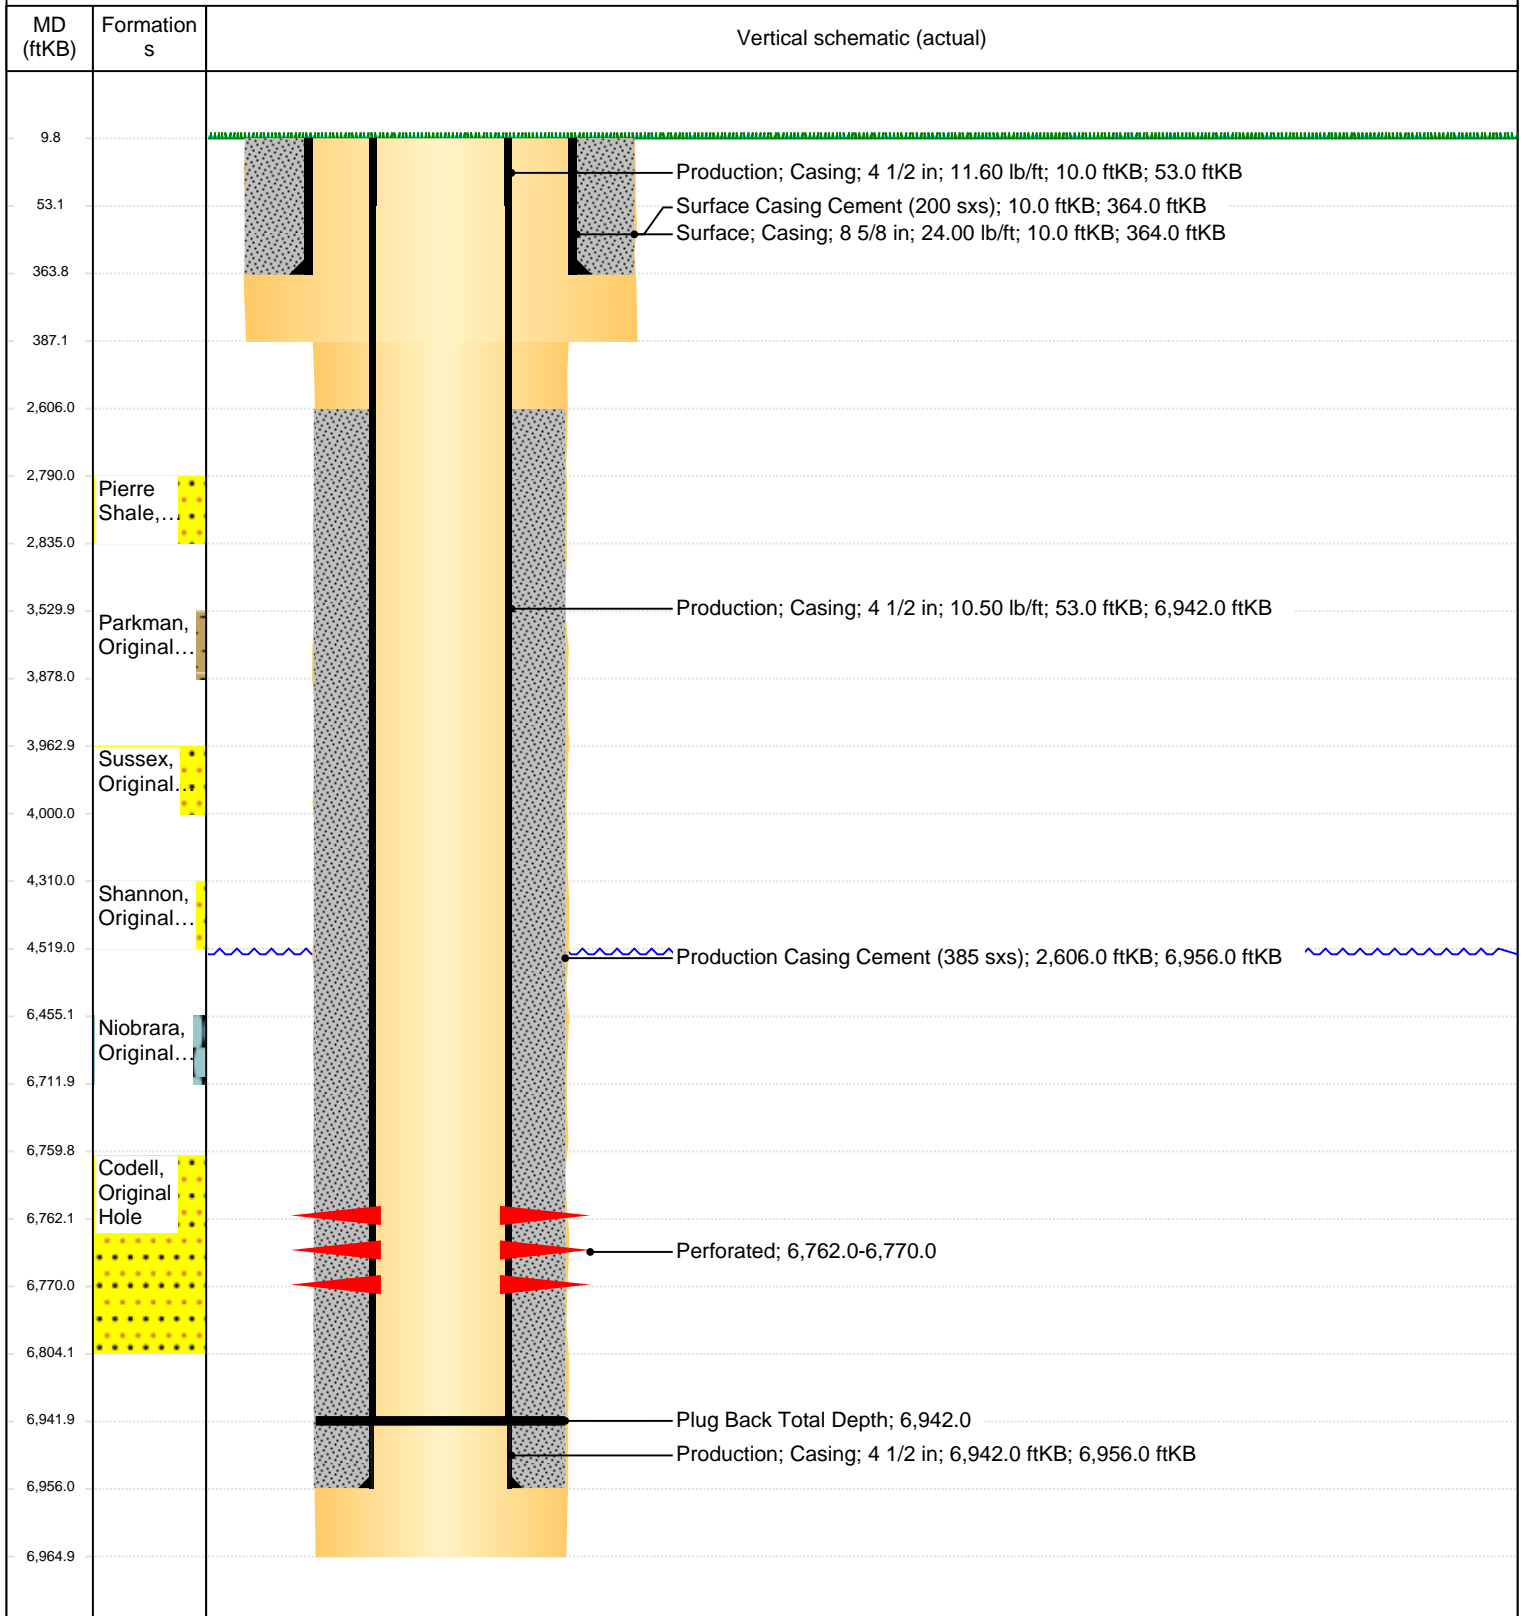 MD
(ftKB)
Formation
s
Vertical schematic (actual)
9.8
Production; Casing; 4 1/2 in; 11.60 lb/ft; 10.0 ftKB; 53.0 ftKB
53.1
Surface Casing Cement (200 sxs); 10.0 ftKB; 364.0 ftKB
Surface; Casing; 8 5/8 in; 24.00 lb/ft; 10.0 ftKB; 364.0 ftKB
363.8
387.1
2,606.0
2,790.0
Pierre
Shale,...
2,835.0
3,529.9
Production; Casing; 4 1/2 in; 10.50 lb/ft; 53.0 ftKB; 6,942.0 ftKB
Parkman,
Original...
3,878.0
3,962.9
Sussex,
Original...
4,000.0
4,310.0
Shannon,
Original...
4,519.0
Production Casing Cement (385 sxs); 2,606.0 ftKB; 6,956.0 ftKB
6,455.1
Niobrara,
Original...
6,711.9
6,759.8
Codell,
Original
Hole
6,762.1
Perforated; 6,762.0-6,770.0
6,770.0
6,804.1
6,941.9
Plug Back Total Depth; 6,942.0
Production; Casing; 4 1/2 in; 6,942.0 ftKB; 6,956.0 ftKB
6,956.0
6,964.9